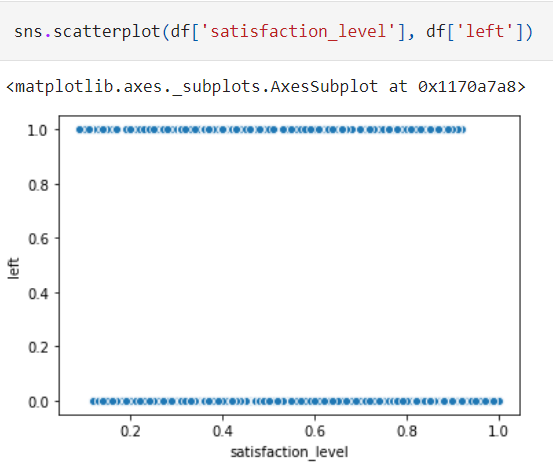 sns.scatterplot(df['satisfaction_level'], df['left'])
<matplotlib.axes._subplots.AxesSubplot at 0x1170a7a8>
1.0
0.8
0.6
0.4
0.2
0.0
left
0.2 0.4 0.6 0.8 1.0
satisfaction_level